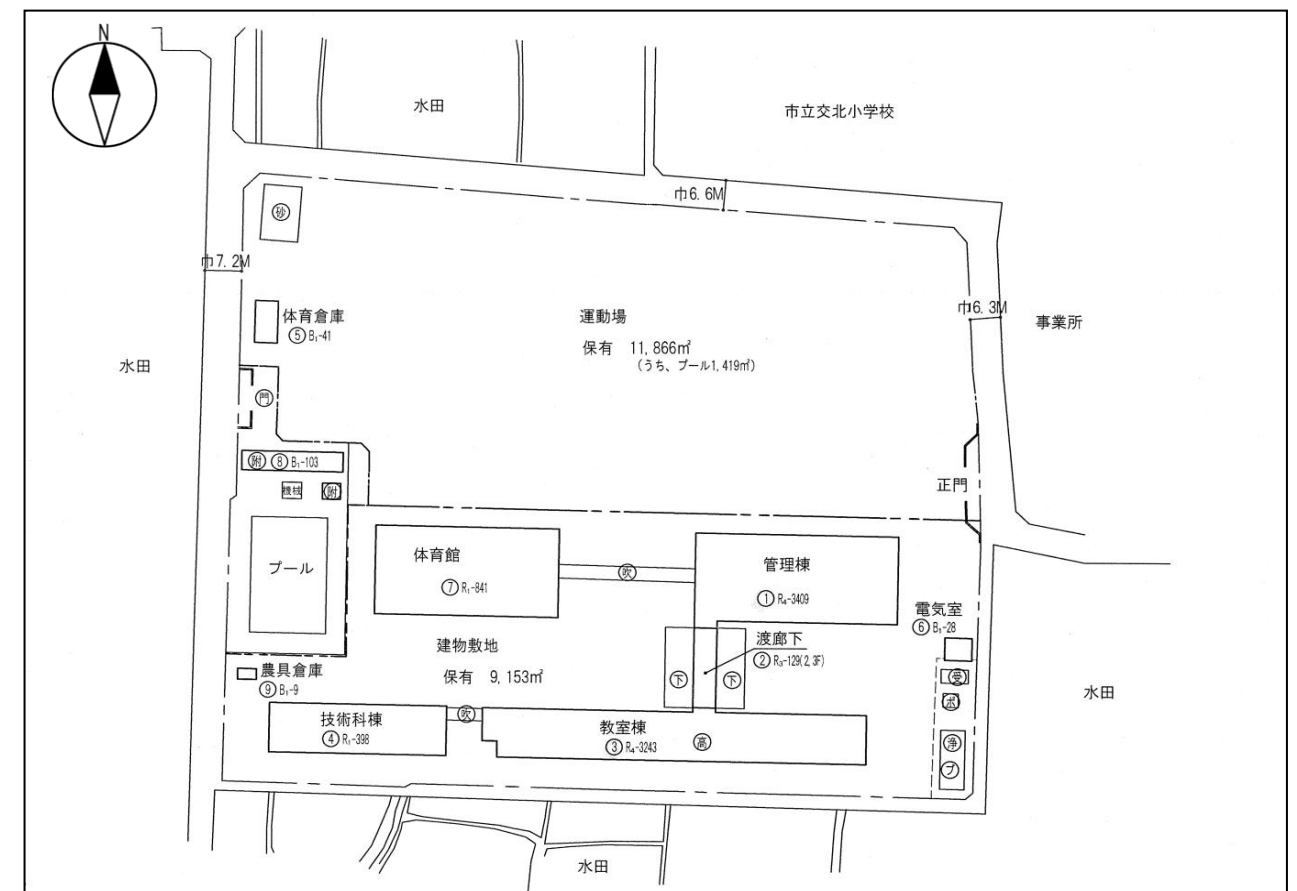 N
水田
市立交北小学校
巾6.6M
砂
巾7.2M
体育倉庫
⑤ B₁-41
運動場
保有 11,866㎡
(うち、プール1,419㎡)
巾6.3M
事業所
水田
門
附 ⑧ B₁-103
機械 附
正門
プール
体育館
⑦ R₁-841
吹
管理棟
① R₄-3409
電気室
⑥ B₁-28
渡廊下
② R₃-129(2,3F)
建物敷地
保有 9,153㎡
下 下
農具倉庫
⑨ B₁-9
受
ポ
水田
技術科棟
④ R₁-398
吹
教室棟
③ R₄-3243 高
浄
プ
水田